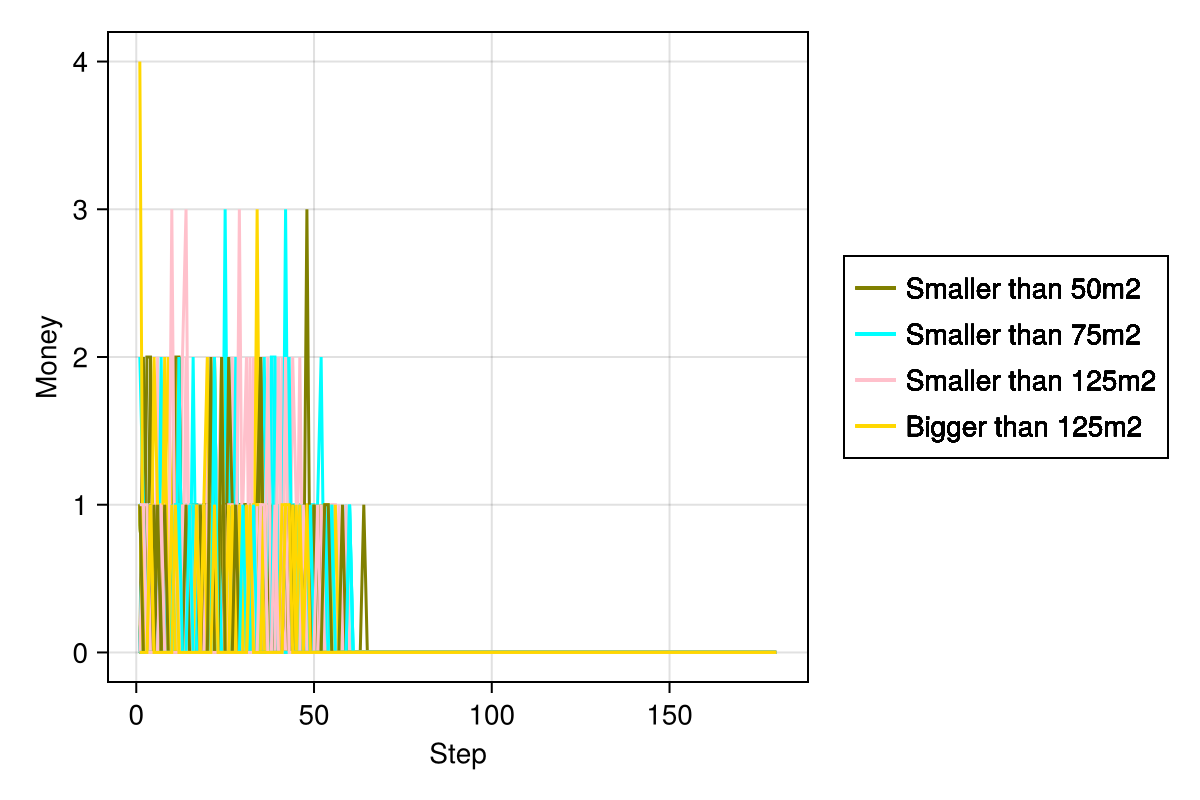 4
3
2
1
0
Money
0 50 100 150
Step
Smaller than 50m2
Smaller than 75m2
Smaller than 125m2
Bigger than 125m2